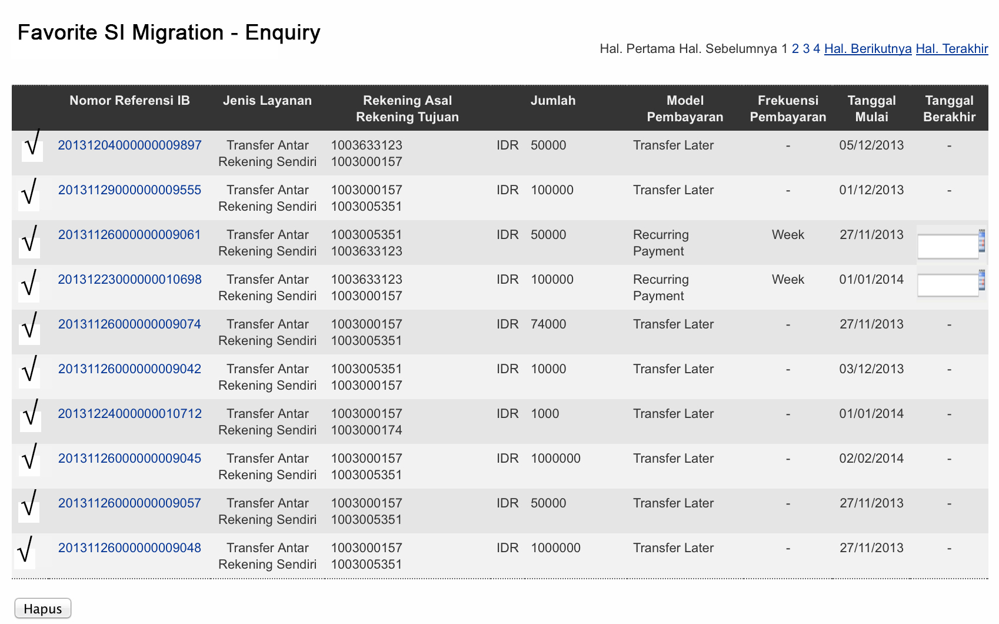 Favorite SI Migration - Enquiry
Hal. Pertama Hal. Sebelumnya 1 2 3 4 Hal. Berikutnya Hal. Terakhir
Nomor Referensi IB Jenis Layanan Rekening Asal Jumlah Model Frekuensi Tanggal Tanggal
Rekening Tujuan Pembayaran Pembayaran Mulai Berakhir
√ 20131204000000009897 Transfer Antar 1003633123 IDR 50000 Transfer Later - 05/12/2013 -
Rekening Sendiri 1003000157
√ 20131129000000009555 Transfer Antar 1003000157 IDR 100000 Transfer Later - 01/12/2013 -
Rekening Sendiri 1003005351
√ 20131126000000009061 Transfer Antar 1003005351 IDR 50000 Recurring Week 27/11/2013
Rekening Sendiri 1003633123 Payment
√ 20131223000000010698 Transfer Antar 1003633123 IDR 100000 Recurring Week 01/01/2014
Rekening Sendiri 1003000157 Payment
√ 20131126000000009074 Transfer Antar 1003000157 IDR 74000 Transfer Later - 27/11/2013 -
Rekening Sendiri 1003005351
√ 20131126000000009042 Transfer Antar 1003005351 IDR 10000 Transfer Later - 03/12/2013 -
Rekening Sendiri 1003000157
√ 20131224000000010712 Transfer Antar 1003000157 IDR 1000 Transfer Later - 01/01/2014 -
Rekening Sendiri 1003000174
√ 20131126000000009045 Transfer Antar 1003000157 IDR 1000000 Transfer Later - 02/02/2014 -
Rekening Sendiri 1003005351
√ 20131126000000009057 Transfer Antar 1003000157 IDR 50000 Transfer Later - 27/11/2013 -
Rekening Sendiri 1003005351
√ 20131126000000009048 Transfer Antar 1003000157 IDR 1000000 Transfer Later - 27/11/2013 -
Rekening Sendiri 1003005351
Hapus